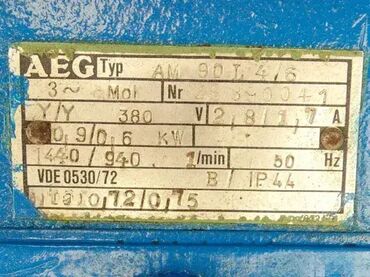 AEG Typ AM 90 L 4/6
3~ Mot Nr
Y/Y 380 V 2,8/1,7 A
0,9/0,6 KW
1440/940 1/min 50 Hz
VDE 0530/72 B / IP 44
0,72/0,75